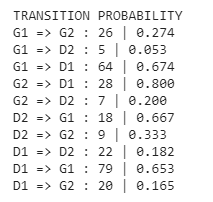 TRANSITION PROBABILITY
G1 => G2 : 26 | 0.274
G1 => D2 : 5 | 0.053
G1 => D1 : 64 | 0.674
G2 => D1 : 28 | 0.800
G2 => D2 : 7 | 0.200
D2 => G1 : 18 | 0.667
D2 => G2 : 9 | 0.333
D1 => D2 : 22 | 0.182
D1 => G1 : 79 | 0.653
D1 => G2 : 20 | 0.165